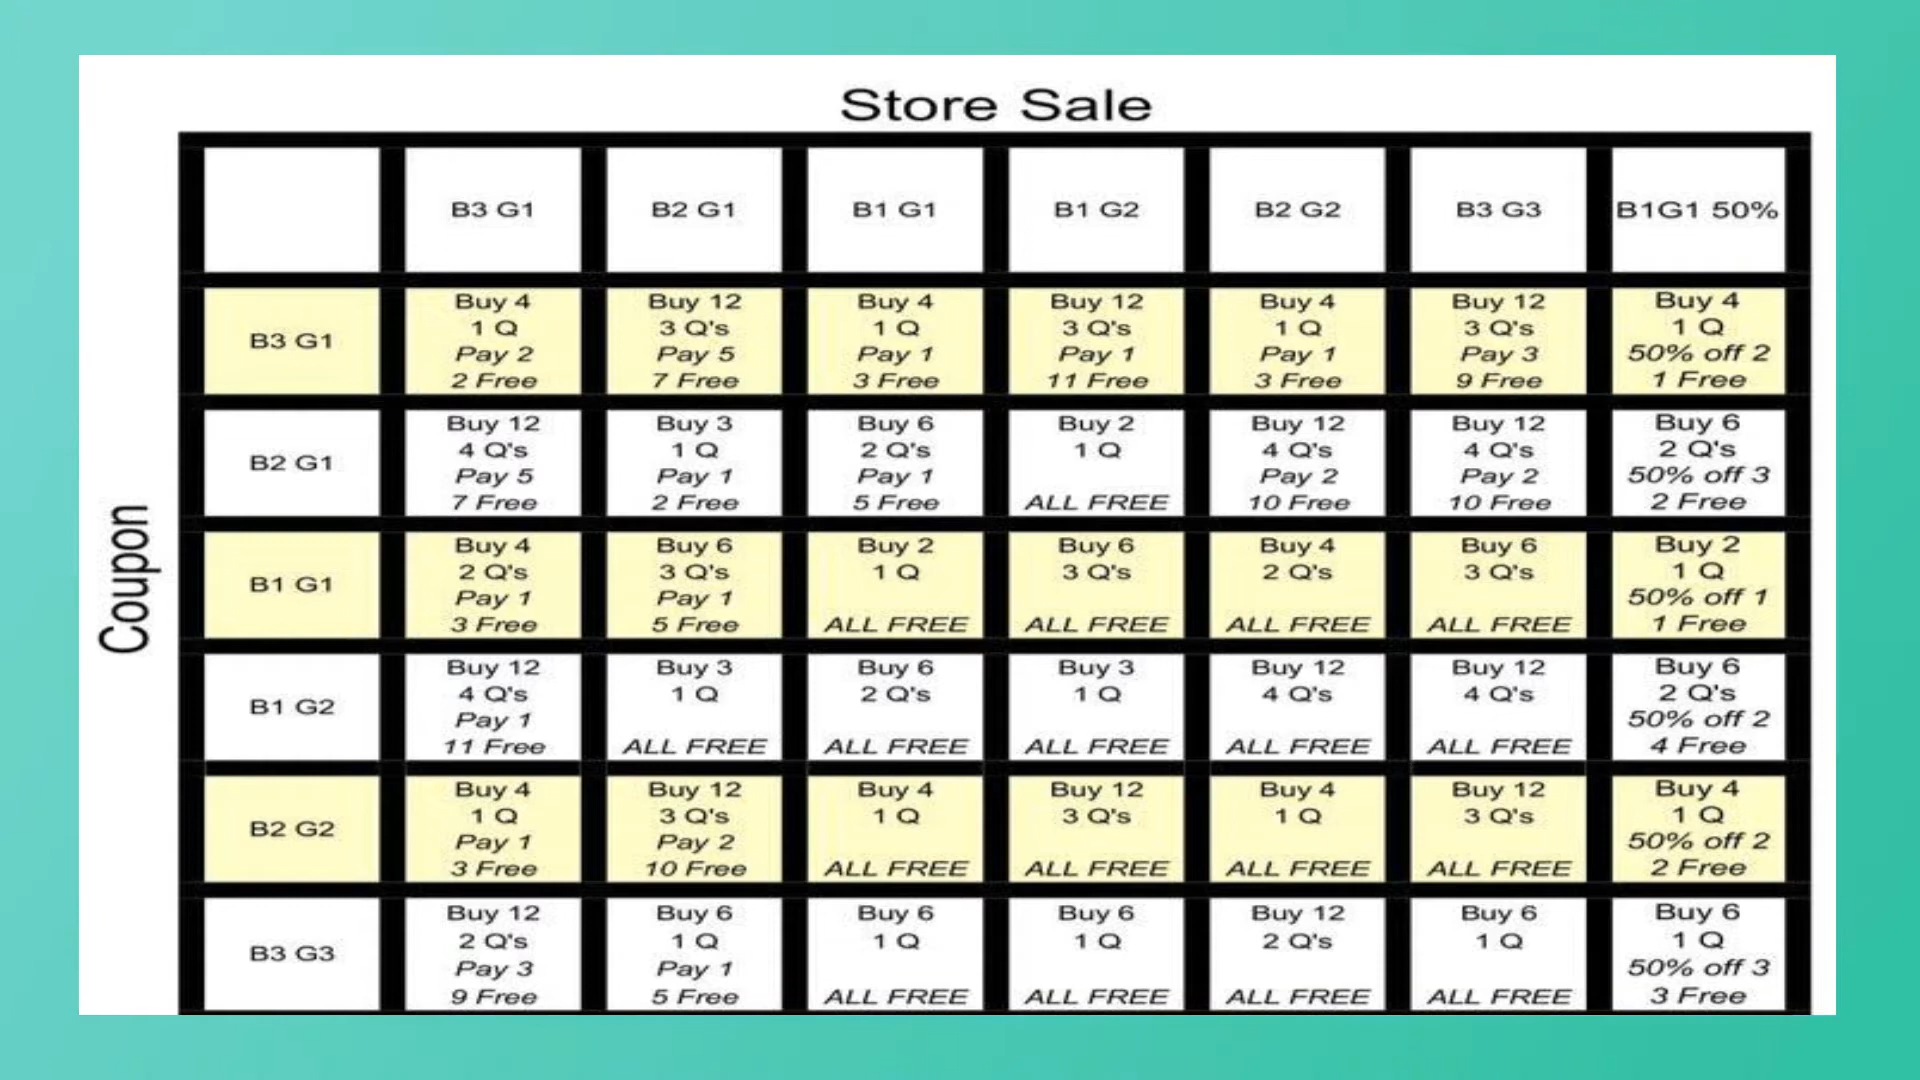 Store Sale
Coupon
B3 G1
B2 G1
B1 G1
B1 G2
B2 G2
B3 G3
B1G1 50%
B3 G1
Buy 4
1 Q
Pay 2
2 Free
Buy 12
3 Q's
Pay 5
7 Free
Buy 4
1 Q
Pay 1
3 Free
Buy 12
3 Q's
Pay 1
11 Free
Buy 4
1 Q
Pay 1
3 Free
Buy 12
3 Q's
Pay 3
9 Free
Buy 4
1 Q
50% off 2
1 Free
B2 G1
Buy 12
4 Q's
Pay 5
7 Free
Buy 3
1 Q
Pay 1
2 Free
Buy 6
2 Q's
Pay 1
5 Free
Buy 2
1 Q
ALL FREE
Buy 12
4 Q's
Pay 2
10 Free
Buy 12
4 Q's
Pay 2
10 Free
Buy 6
2 Q's
50% off 3
2 Free
B1 G1
Buy 4
2 Q's
Pay 1
3 Free
Buy 6
3 Q's
Pay 1
5 Free
Buy 2
1 Q
ALL FREE
Buy 6
3 Q's
ALL FREE
Buy 4
2 Q's
ALL FREE
Buy 6
3 Q's
ALL FREE
Buy 2
1 Q
50% off 1
1 Free
B1 G2
Buy 12
4 Q's
Pay 1
11 Free
Buy 3
1 Q
ALL FREE
Buy 6
2 Q's
ALL FREE
Buy 3
1 Q
ALL FREE
Buy 12
4 Q's
ALL FREE
Buy 12
4 Q's
ALL FREE
Buy 6
2 Q's
50% off 2
4 Free
B2 G2
Buy 4
1 Q
Pay 1
3 Free
Buy 12
3 Q's
Pay 2
10 Free
Buy 4
1 Q
ALL FREE
Buy 12
3 Q's
ALL FREE
Buy 4
1 Q
ALL FREE
Buy 12
3 Q's
ALL FREE
Buy 4
1 Q
50% off 2
2 Free
B3 G3
Buy 12
2 Q's
Pay 3
9 Free
Buy 6
1 Q
Pay 1
5 Free
Buy 6
1 Q
ALL FREE
Buy 6
1 Q
ALL FREE
Buy 12
2 Q's
ALL FREE
Buy 6
1 Q
ALL FREE
Buy 6
1 Q
50% off 3
3 Free